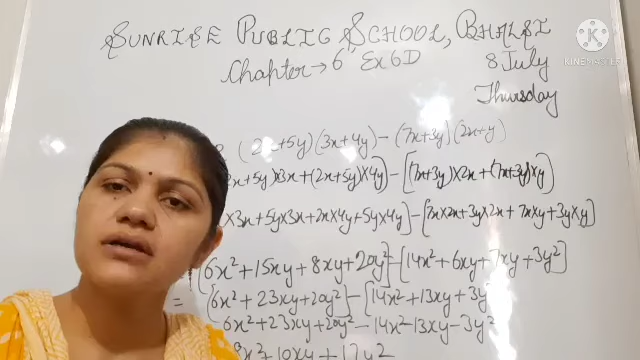 SUNRISE PUBLIC SCHOOL, BHALSI
Chapter → 6 Ex 6D
8 July
Thursday
KINEMASTER
(2x+5y)(3x+4y) – (7x+3y)(2x+y)
2x+5y)×3x+(2x+5y)×4y] – [(7x+3y)×2x+(7x+3y)×y]
×3x+5y×3x+2x×4y+5y×4y] – [7x×2x+3y×2x+7x×y+3y×y]
[6x²+15xy+8xy+20y²] – [14x²+6xy+7xy+3y²]
= [6x²+23xy+20y²] – [14x²+13xy+3y²
6x²+23xy+20y² – 14x² – 13xy – 3y²
8x²+10xy+17y²